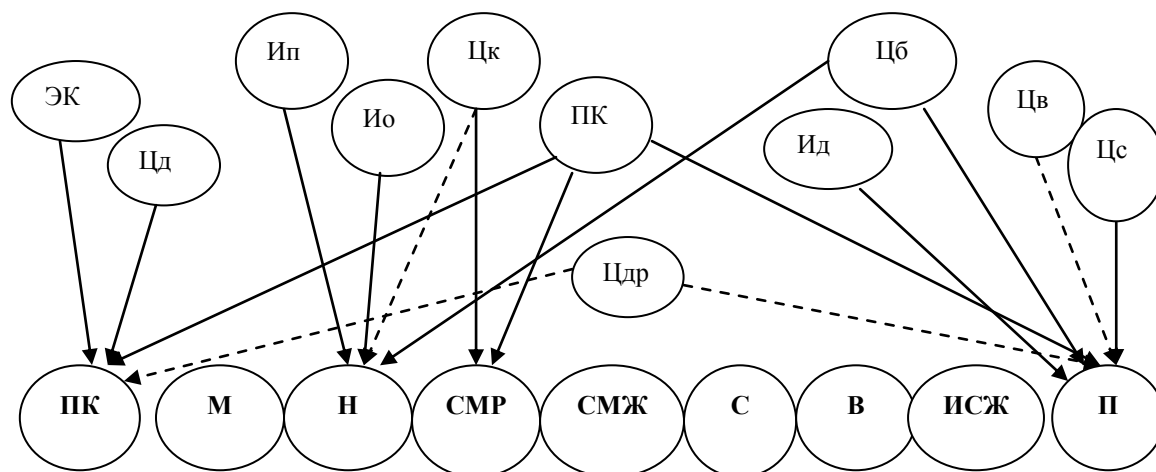 Ип
Цк
Цб
ЭК
Ио
ПК
Цв
Цд
Ид
Цс
Цдр
ПК
М
Н
СМР
СМЖ
С
В
ИСЖ
П